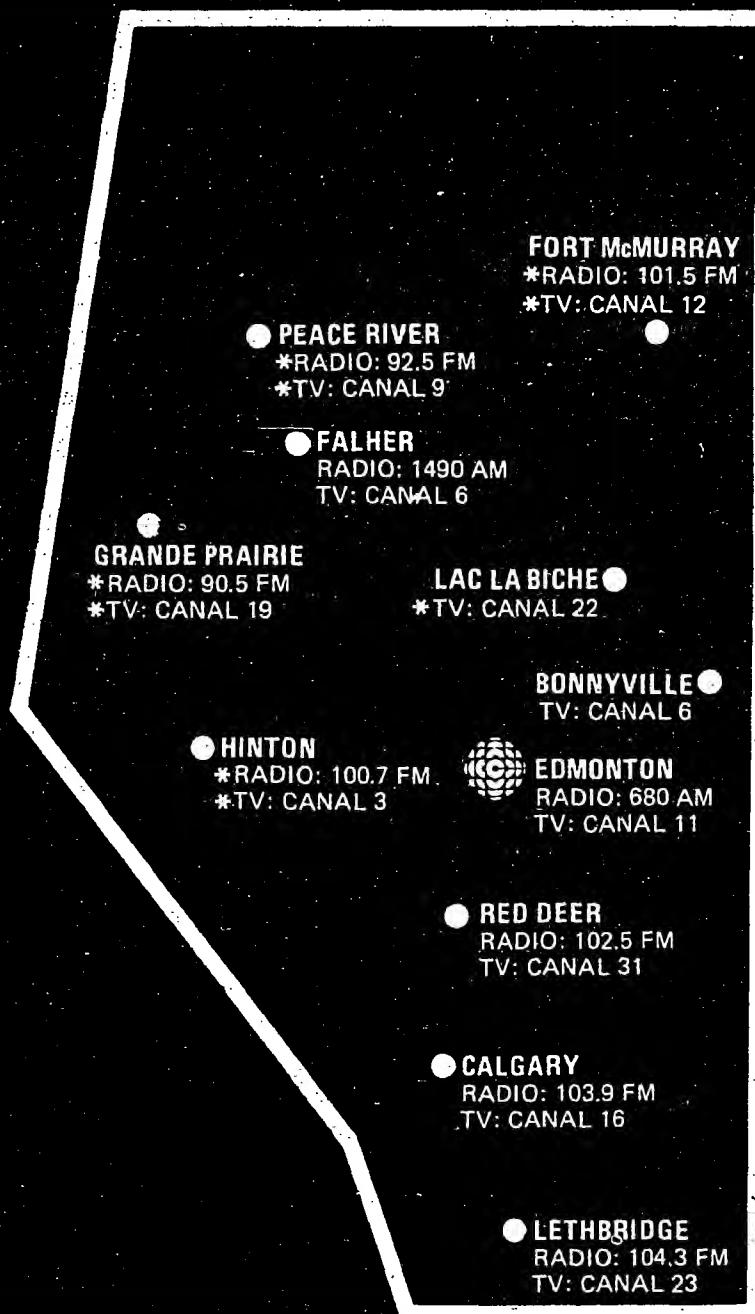 FORT McMURRAY
*RADIO: 101.5 FM
*TV: CANAL 12
PEACE RIVER
*RADIO: 92.5 FM
*TV: CANAL 9
FALHER
RADIO: 1490 AM
TV: CANAL 6
GRANDE PRAIRIE
*RADIO: 90.5 FM
*TV: CANAL 19
LAC LA BICHE
*TV: CANAL 22
BONNYVILLE
TV: CANAL 6
HINTON
*RADIO: 100.7 FM
*TV: CANAL 3
EDMONTON
RADIO: 680 AM
TV: CANAL 11
RED DEER
RADIO: 102.5 FM
TV: CANAL 31
CALGARY
RADIO: 103.9 FM
TV: CANAL 16
LETHBRIDGE
RADIO: 104.3 FM
TV: CANAL 23